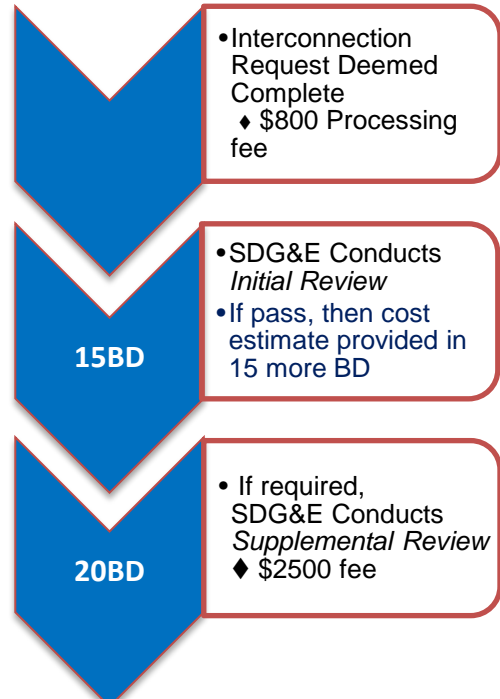 •Interconnection
Request Deemed
Complete
♦ $800 Processing
fee
15BD
•SDG&E Conducts
Initial Review
•If pass, then cost
estimate provided in
15 more BD
20BD
• If required,
SDG&E Conducts
Supplemental Review
♦ $2500 fee